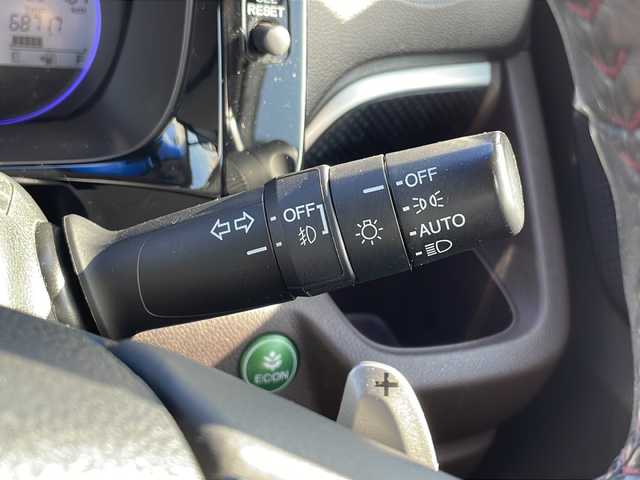 RESET
OFF
OFF
AUTO
ECON
+